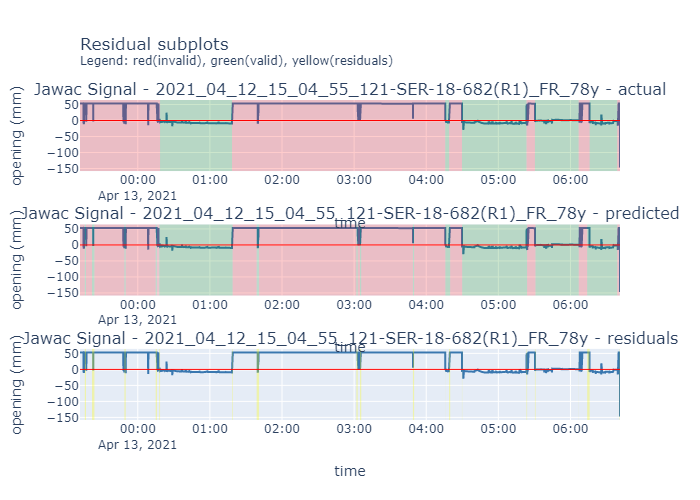 Residual subplots
Legend: red(invalid), green(valid), yellow(residuals)
Jawac Signal - 2021_04_12_15_04_55_121-SER-18-682(R1)_FR_78y - actual
opening (mm)
50
0
−50
−100
−150
00:00 01:00 02:00 03:00 04:00 05:00 06:00
Apr 13, 2021
time
Jawac Signal - 2021_04_12_15_04_55_121-SER-18-682(R1)_FR_78y - predicted
opening (mm)
50
0
−50
−100
−150
00:00 01:00 02:00 03:00 04:00 05:00 06:00
Apr 13, 2021
time
Jawac Signal - 2021_04_12_15_04_55_121-SER-18-682(R1)_FR_78y - residuals
opening (mm)
50
0
−50
−100
−150
00:00 01:00 02:00 03:00 04:00 05:00 06:00
Apr 13, 2021
time